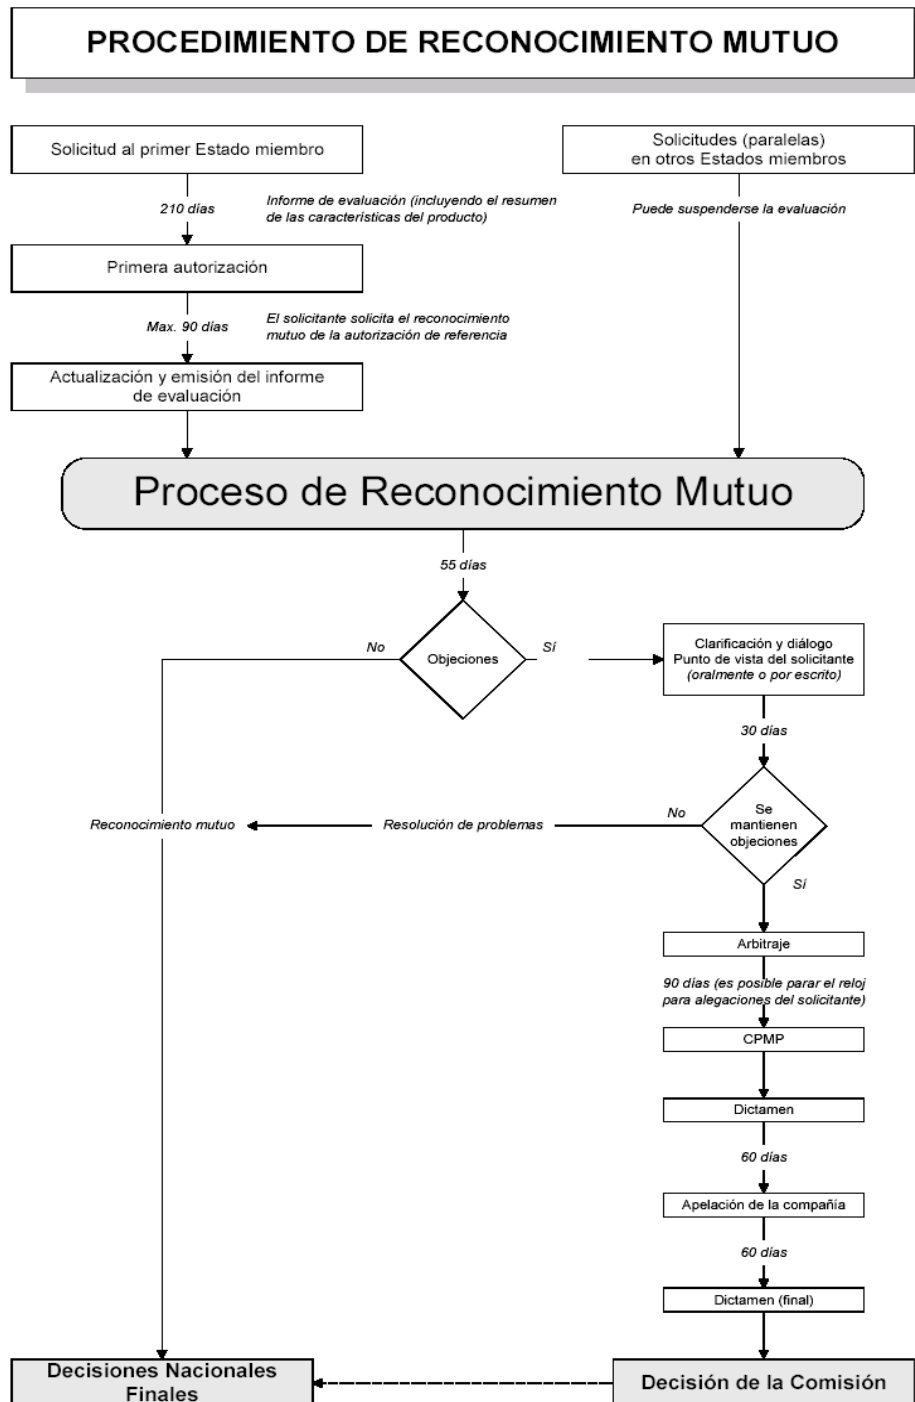 PROCEDIMIENTO DE RECONOCIMIENTO MUTUO
Solicitud al primer Estado miembro
Solicitudes (paralelas)
en otros Estados miembros
210 días
Informe de evaluación (incluyendo el resumen
de las características del producto)
Puede suspenderse la evaluación
Primera autorización
Max. 90 días
El solicitante solicita el reconocimiento
mutuo de la autorización de referencia
Actualización y emisión del informe
de evaluación
Proceso de Reconocimiento Mutuo
55 días
No
Objeciones
Sí
Clarificación y diálogo
Punto de vista del solicitante
(oralmente o por escrito)
30 días
Reconocimiento mutuo
Resolución de problemas
No
Se
mantienen
objeciones
Sí
Arbitraje
90 días (es posible parar el reloj
para alegaciones del solicitante)
CPMP
Dictamen
60 días
Apelación de la compañía
60 días
Dictamen (final)
Decisiones Nacionales
Finales
Decisión de la Comisión